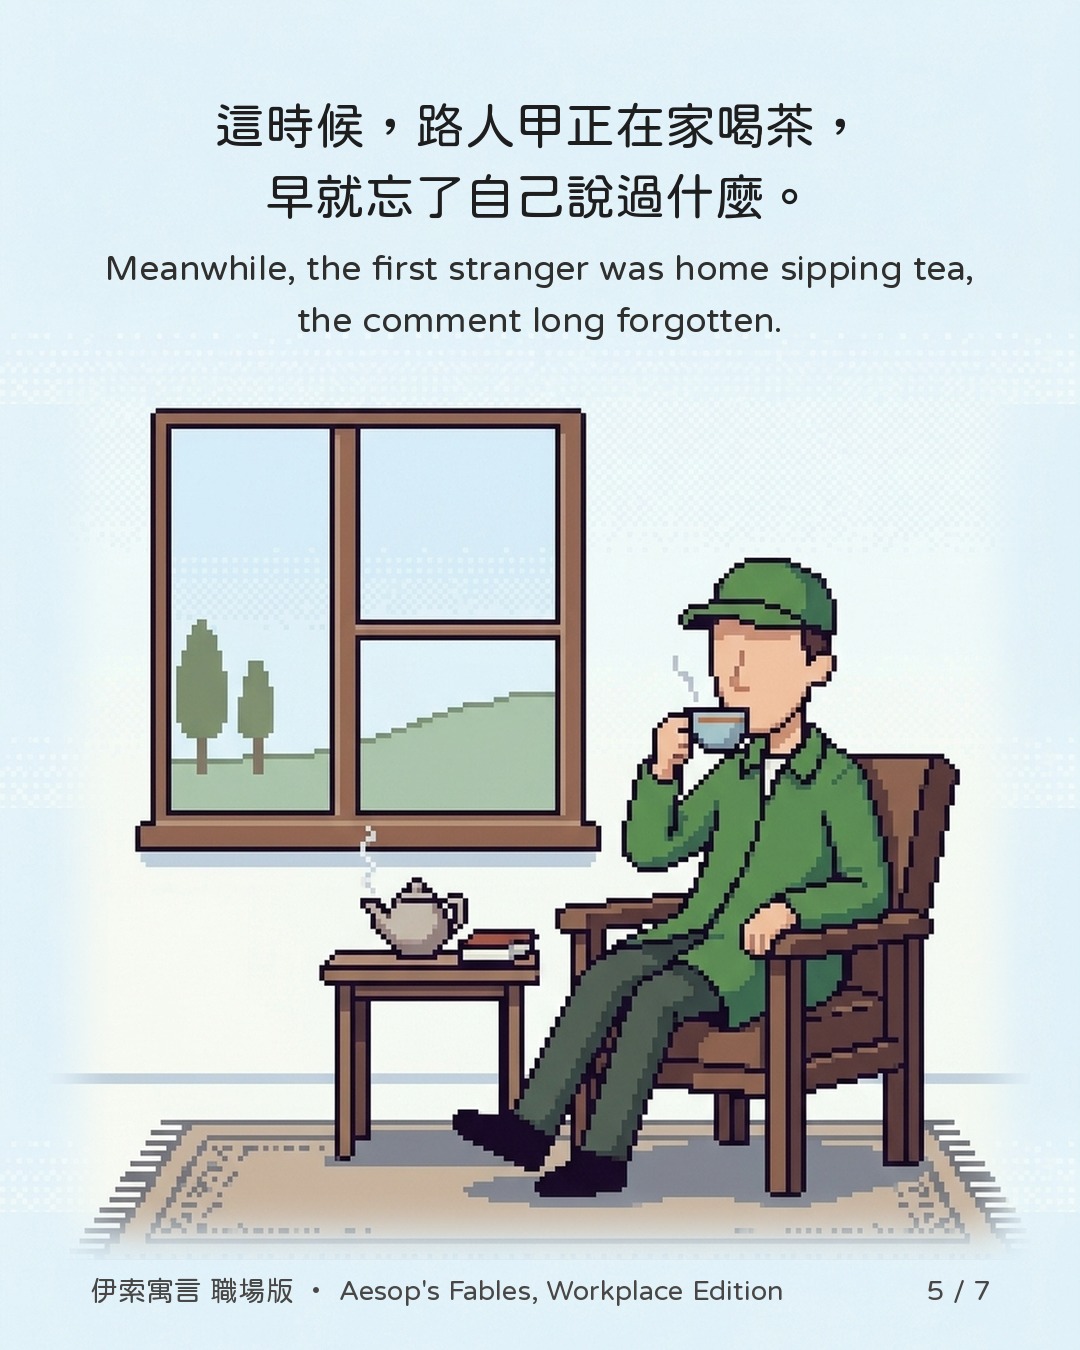 這時候，路人甲正在家喝茶，
早就忘了自己說過什麼。
Meanwhile, the first stranger was home sipping tea,
the comment long forgotten.
伊索寓言 職場版 • Aesop's Fables, Workplace Edition
5 / 7